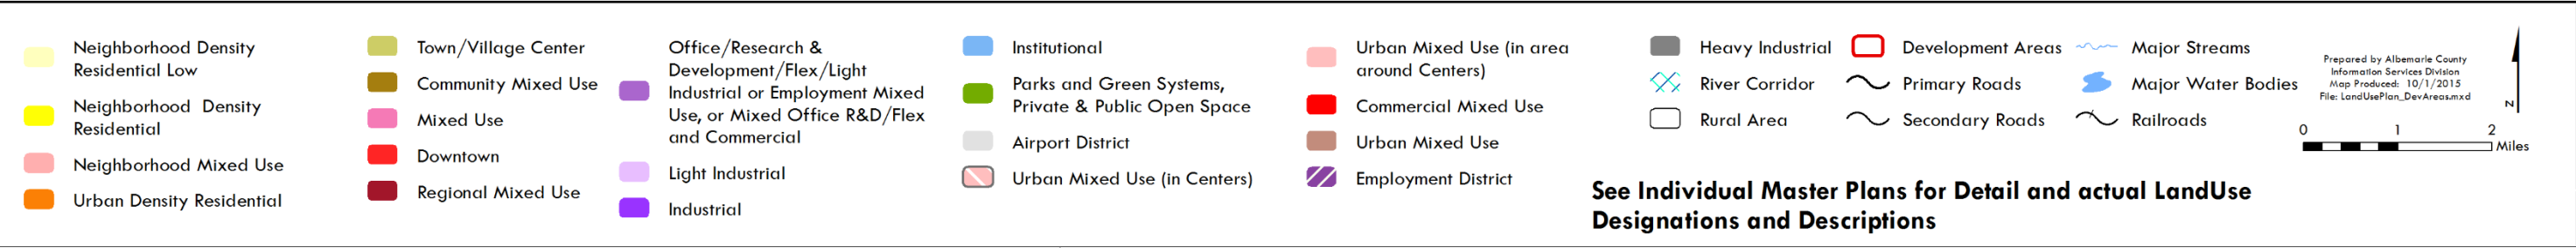 Neighborhood Density
Residential Low
Neighborhood Density
Residential
Neighborhood Mixed Use
Urban Density Residential
Town/Village Center
Community Mixed Use
Mixed Use
Downtown
Regional Mixed Use
Office/Research &
Development/Flex/Light
Industrial or Employment Mixed
Use, or Mixed Office R&D/Flex
and Commercial
Light Industrial
Industrial
Institutional
Parks and Green Systems,
Private & Public Open Space
Airport District
Urban Mixed Use (in Centers)
Urban Mixed Use (in area
around Centers)
Commercial Mixed Use
Urban Mixed Use
Employment District
Heavy Industrial
River Corridor
Rural Area
Development Areas
Primary Roads
Secondary Roads
Major Streams
Major Water Bodies
Railroads
Prepared by Albemarle County
Information Services Division
Map Produced: 10/1/2015
File: LandUsePlan_DevAreas.mxd
N
0 1 2
Miles
See Individual Master Plans for Detail and actual LandUse
Designations and Descriptions